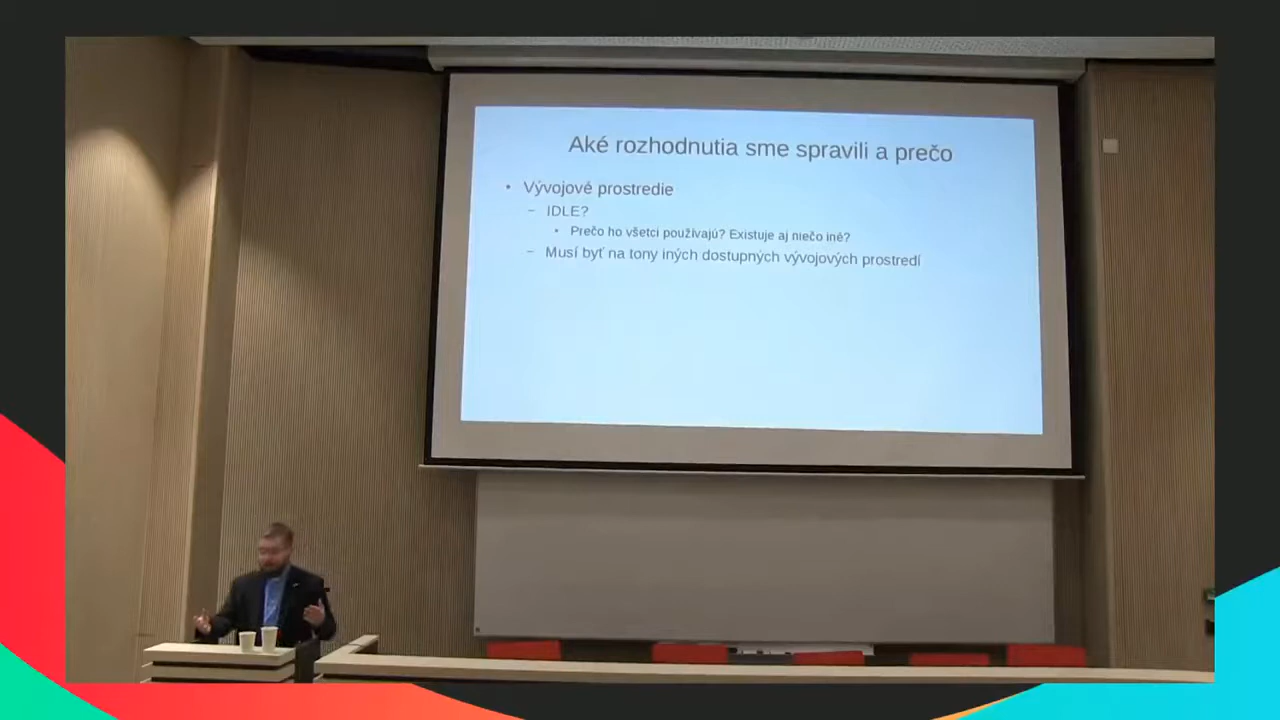 Aké rozhodnutia sme spravili a prečo
• Vývojové prostredie
– IDLE?
• Prečo ho všetci používajú? Existuje aj niečo iné?
– Musí byť na tony iných dostupných vývojových prostredí